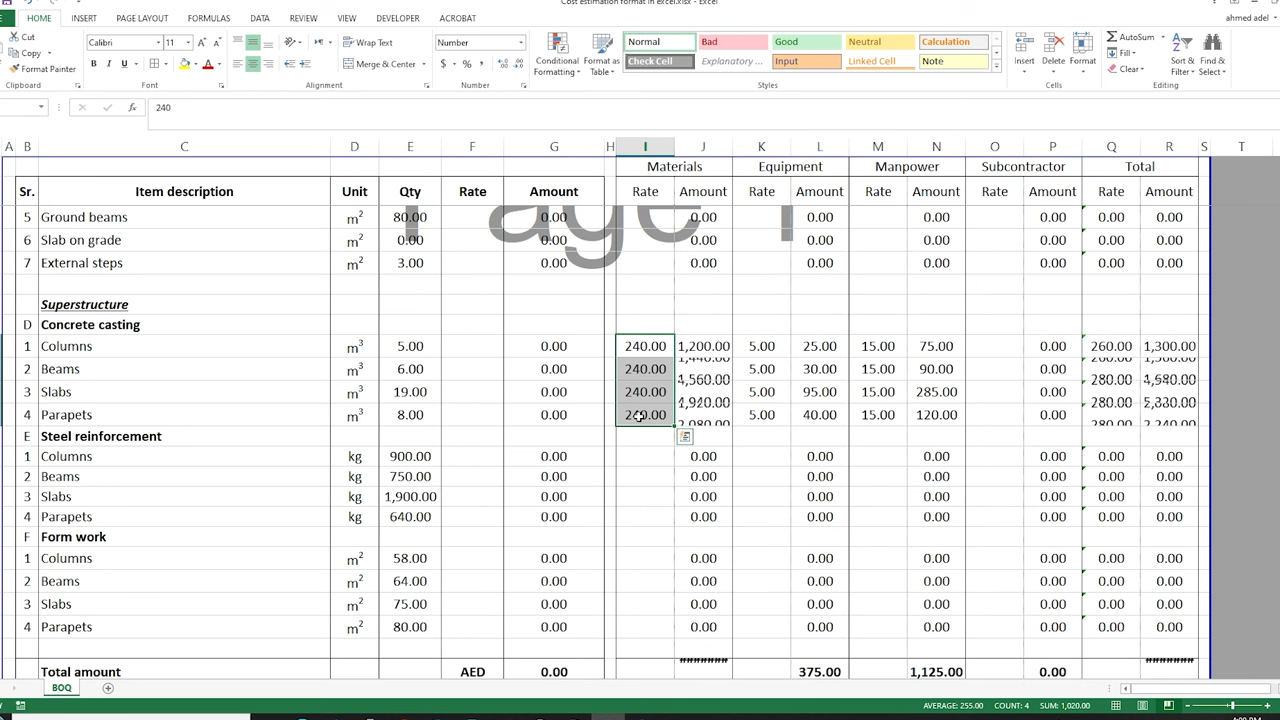 Cost estimation format in excel.xlsx - Excel
HOME INSERT PAGE LAYOUT FORMULAS DATA REVIEW VIEW DEVELOPER ACROBAT ahmed adel
Cut
Copy
Format Painter
Calibri 11
Wrap Text
Merge & Center
Number
Conditional Formatting
Format as Table
Normal Bad Good Neutral Calculation
Check Cell Explanatory ... Input Linked Cell Note
Insert Delete Format
AutoSum
Fill
Clear
Sort & Filter
Find & Select
Clipboard Font Alignment Number Styles Cells Editing
fx 240
A B C D E F G H I J K L M N O P Q R S T
Materials Equipment Manpower Subcontractor Total
Sr. Item description Unit Qty Rate Amount Rate Amount Rate Amount Rate Amount Rate Amount Rate Amount
5 Ground beams m2 80.00 0.00 0.00 0.00 0.00 0.00 0.00 0.00
6 Slab on grade m2 0.00 0.00 0.00 0.00 0.00 0.00 0.00 0.00
7 External steps m2 3.00 0.00 0.00 0.00 0.00 0.00 0.00 0.00
Superstructure
D Concrete casting
1 Columns m3 5.00 0.00 240.00 1,200.00 5.00 25.00 15.00 75.00 0.00 260.00 1,300.00
2 Beams m3 6.00 0.00 240.00 5.00 30.00 15.00 90.00 0.00
3 Slabs m3 19.00 0.00 240.00 5.00 95.00 15.00 285.00 0.00
4 Parapets m3 8.00 0.00 240.00 5.00 40.00 15.00 120.00 0.00
E Steel reinforcement
1 Columns kg 900.00 0.00 0.00 0.00 0.00 0.00 0.00 0.00
2 Beams kg 750.00 0.00 0.00 0.00 0.00 0.00 0.00 0.00
3 Slabs kg 1,900.00 0.00 0.00 0.00 0.00 0.00 0.00 0.00
4 Parapets kg 640.00 0.00 0.00 0.00 0.00 0.00 0.00 0.00
F Form work
1 Columns m2 58.00 0.00 0.00 0.00 0.00 0.00 0.00 0.00
2 Beams m2 64.00 0.00 0.00 0.00 0.00 0.00 0.00 0.00
3 Slabs m2 75.00 0.00 0.00 0.00 0.00 0.00 0.00 0.00
4 Parapets m2 80.00 0.00 0.00 0.00 0.00 0.00 0.00 0.00
Total amount AED 0.00 375.00 1,125.00 0.00
BOQ
AVERAGE: 255.00 COUNT: 4 SUM: 1,020.00